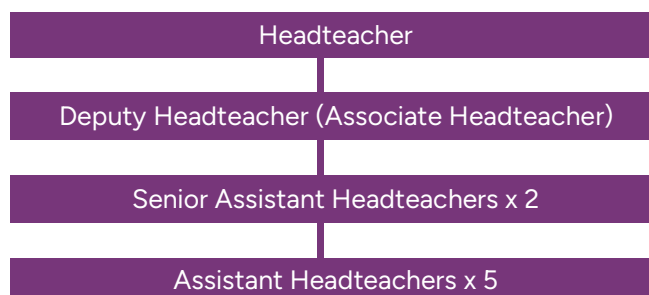 Headteacher
Deputy Headteacher (Associate Headteacher)
Senior Assistant Headteachers x 2
Assistant Headteachers x 5